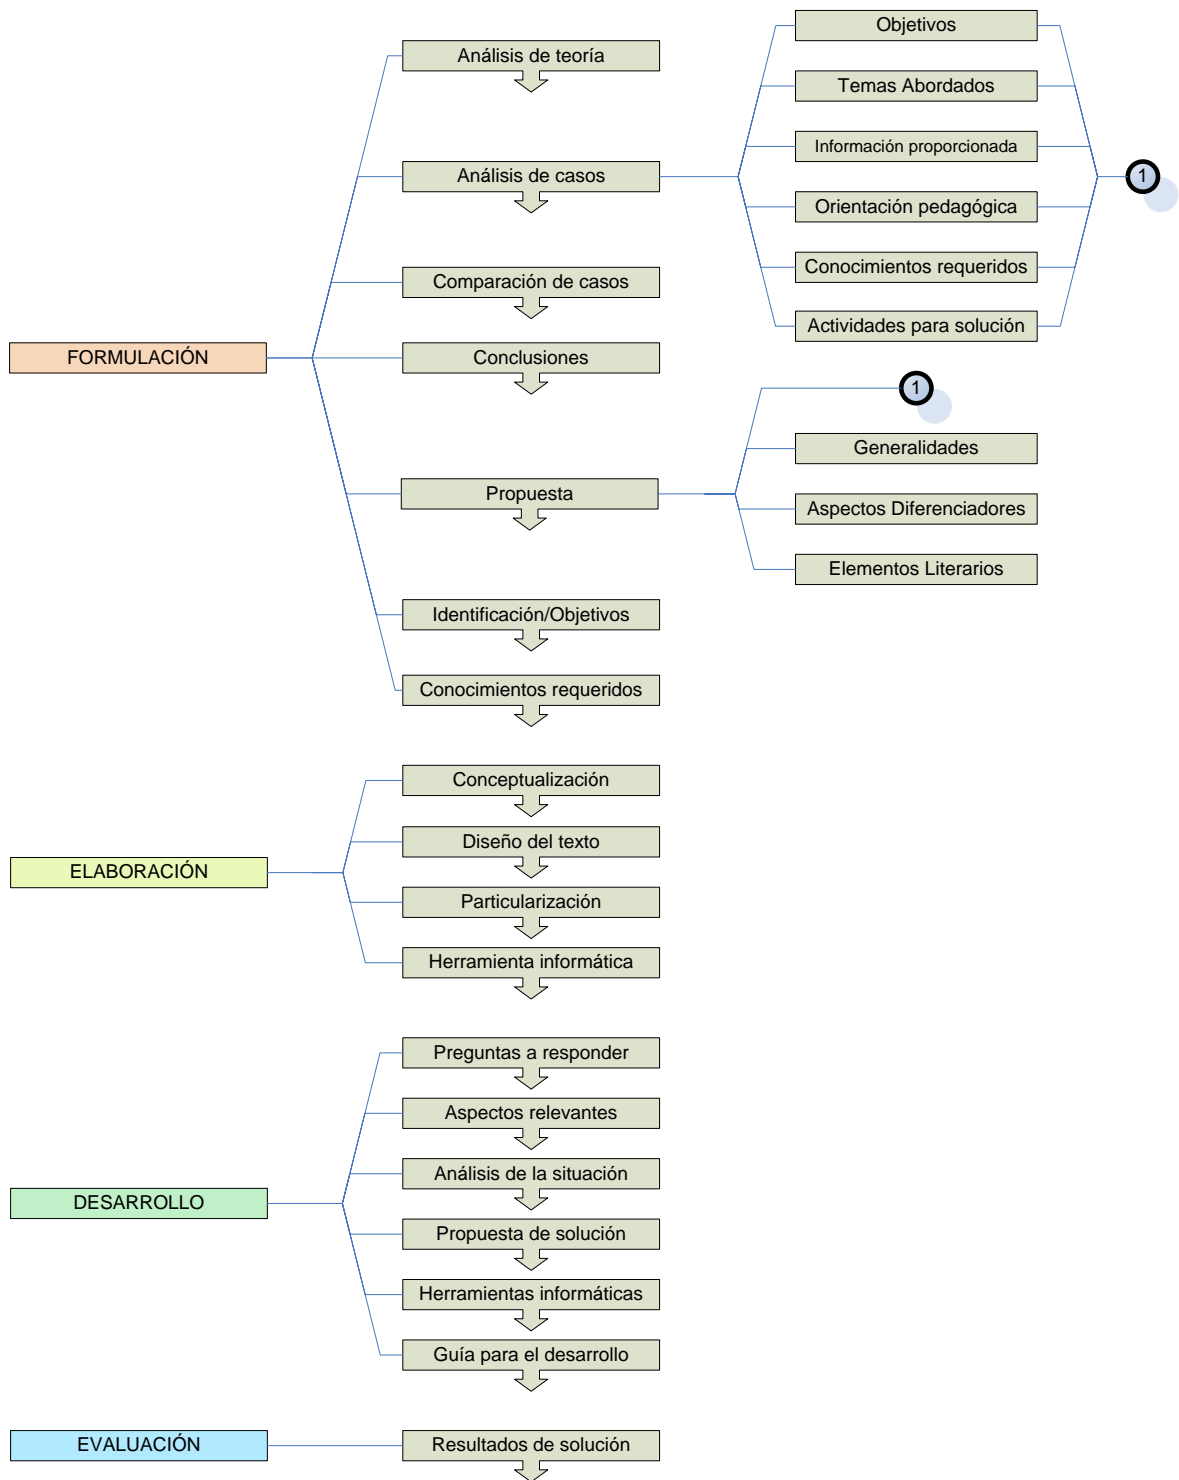 Objetivos
Análisis de teoría
Temas Abordados
Información proporcionada
Análisis de casos
1
Orientación pedagógica
Conocimientos requeridos
Comparación de casos
Actividades para solución
FORMULACIÓN
Conclusiones
1
Generalidades
Propuesta
Aspectos Diferenciadores
Elementos Literarios
Identificación/Objetivos
Conocimientos requeridos
Conceptualización
Diseño del texto
ELABORACIÓN
Particularización
Herramienta informática
Preguntas a responder
Aspectos relevantes
Análisis de la situación
DESARROLLO
Propuesta de solución
Herramientas informáticas
Guía para el desarrollo
EVALUACIÓN
Resultados de solución